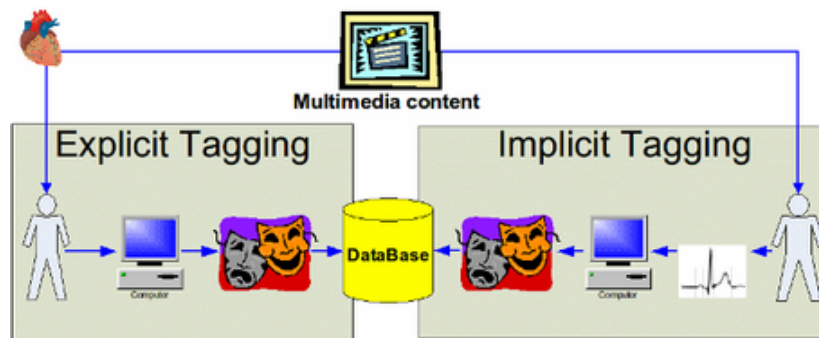 Multimedia content
Explicit Tagging
Implicit Tagging
DataBase
Computer
Computer